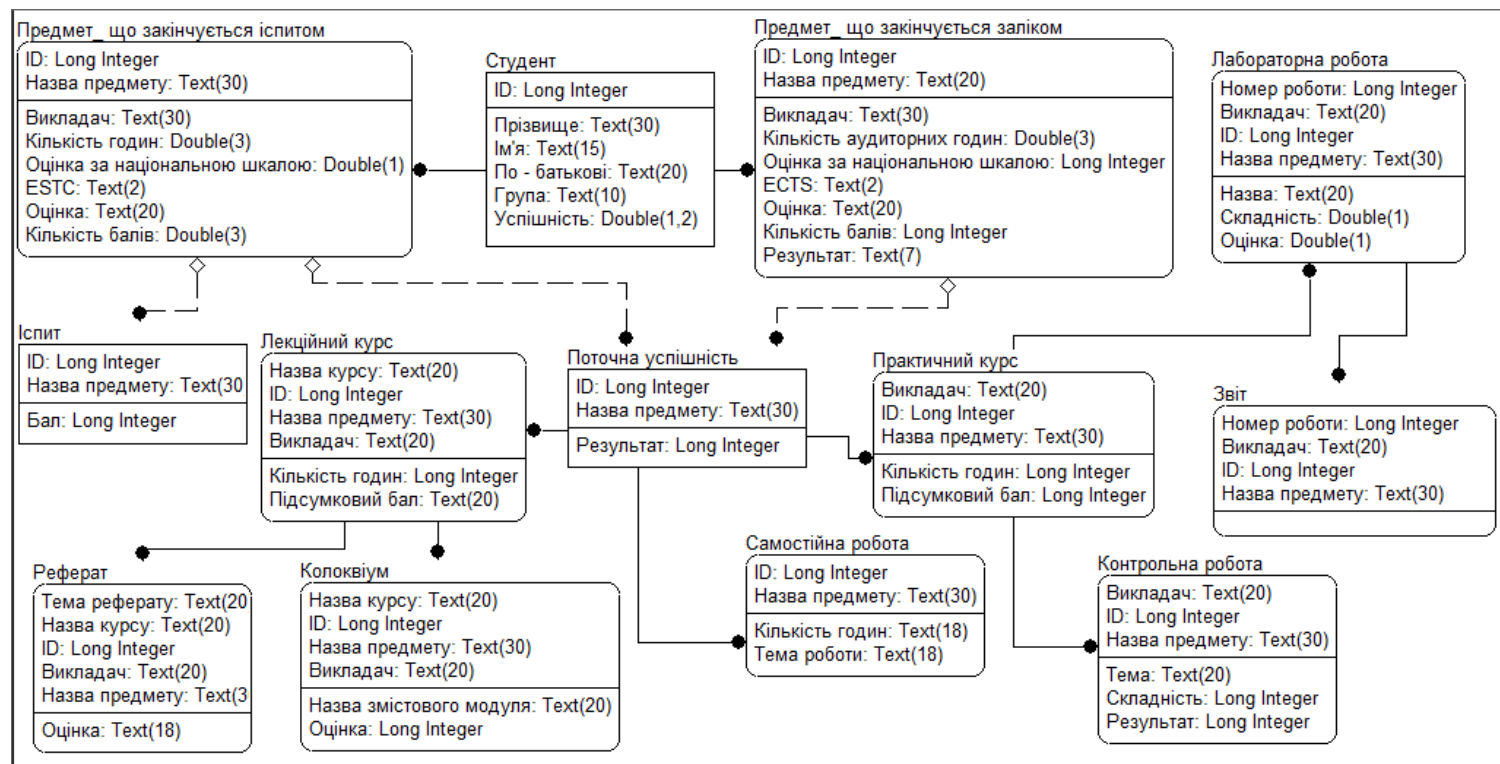 Предмет_ що закінчується іспитом
ID: Long Integer
Назва предмету: Text(30)
Викладач: Text(30)
Кількість годин: Double(3)
Оцінка за національною шкалою: Double(1)
ESTC: Text(2)
Оцінка: Text(20)
Кількість балів: Double(3)
Студент
ID: Long Integer
Прізвище: Text(30)
Ім'я: Text(15)
По - батькові: Text(20)
Група: Text(10)
Успішність: Double(1,2)
Предмет_ що закінчується заліком
ID: Long Integer
Назва предмету: Text(20)
Викладач: Text(30)
Кількість аудиторних годин: Double(3)
Оцінка за національною шкалою: Long Integer
ECTS: Text(2)
Оцінка: Text(20)
Кількість балів: Long Integer
Результат: Text(7)
Лабораторна робота
Номер роботи: Long Integer
Викладач: Text(20)
ID: Long Integer
Назва предмету: Text(30)
Назва: Text(20)
Складність: Double(1)
Оцінка: Double(1)
Іспит
ID: Long Integer
Назва предмету: Text(30
Бал: Long Integer
Лекційний курс
Назва курсу: Text(20)
ID: Long Integer
Назва предмету: Text(30)
Викладач: Text(20)
Кількість годин: Long Integer
Підсумковий бал: Text(20)
Поточна успішність
ID: Long Integer
Назва предмету: Text(30)
Результат: Long Integer
Практичний курс
Викладач: Text(20)
ID: Long Integer
Назва предмету: Text(30)
Кількість годин: Long Integer
Підсумковий бал: Long Integer
Звіт
Номер роботи: Long Integer
Викладач: Text(20)
ID: Long Integer
Назва предмету: Text(30)
Реферат
Тема реферату: Text(20
Назва курсу: Text(20)
ID: Long Integer
Викладач: Text(20)
Назва предмету: Text(3
Оцінка: Text(18)
Колоквіум
Назва курсу: Text(20)
ID: Long Integer
Назва предмету: Text(30)
Викладач: Text(20)
Назва змістового модуля: Text(20)
Оцінка: Long Integer
Самостійна робота
ID: Long Integer
Назва предмету: Text(30)
Кількість годин: Text(18)
Тема роботи: Text(18)
Контрольна робота
Викладач: Text(20)
ID: Long Integer
Назва предмету: Text(30)
Тема: Text(20)
Складність: Long Integer
Результат: Long Integer